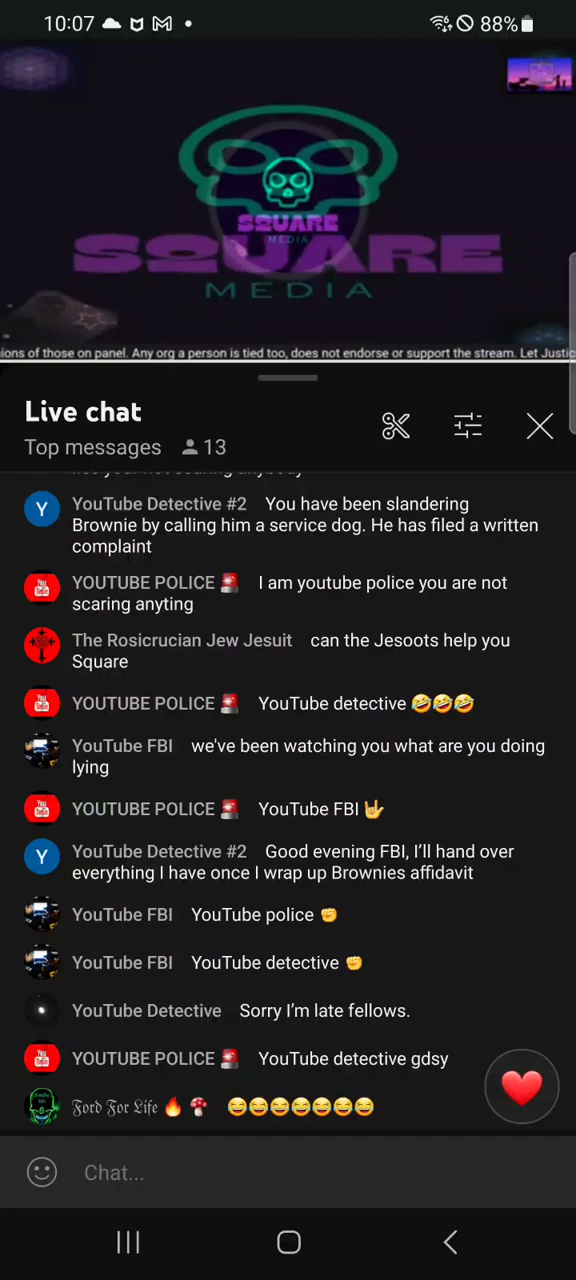 10:07
88%
SQUARE
MEDIA
SQUARE
MEDIA
ions of those on panel. Any org a person is tied too, does not endorse or support the stream. Let Justic
Live chat
Top messages 13
YouTube Detective #2 You have been slandering
Brownie by calling him a service dog. He has filed a written
complaint
YOUTUBE POLICE 🚨 I am youtube police you are not
scaring anyting
The Rosicrucian Jew Jesuit can the Jesoots help you
Square
YOUTUBE POLICE 🚨 YouTube detective 🤣🤣🤣
YouTube FBI we've been watching you what are you doing
lying
YOUTUBE POLICE 🚨 YouTube FBI 🤟
YouTube Detective #2 Good evening FBI, I’ll hand over
everything I have once I wrap up Brownies affidavit
YouTube FBI YouTube police ✊
YouTube FBI YouTube detective ✊
YouTube Detective Sorry I’m late fellows.
YOUTUBE POLICE 🚨 YouTube detective gdsy
𝔉𝔬𝔯𝔡 𝔉𝔬𝔯 𝔏𝔦𝔣𝔢 🔥 🍄 😂😂😂😂😂😂😂
Chat...